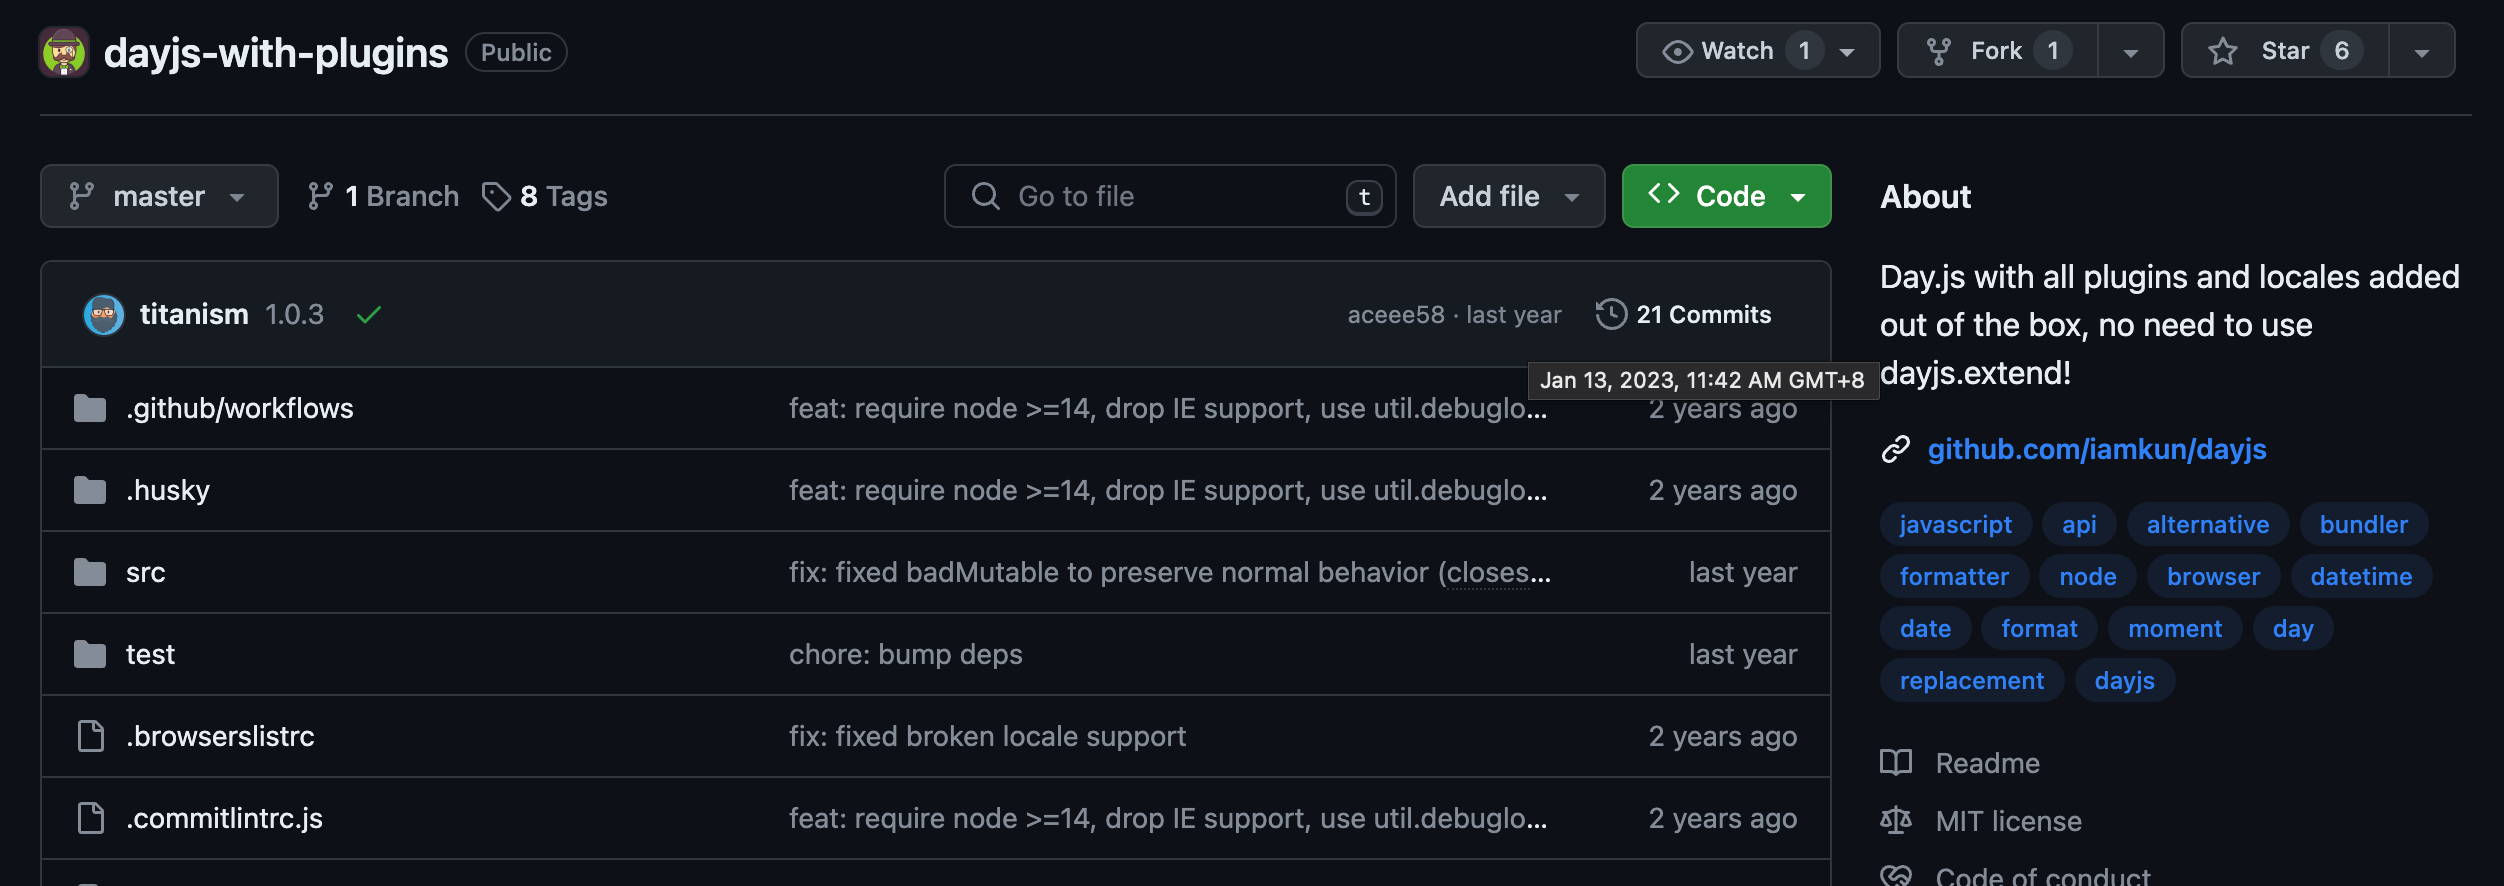 dayjs-with-plugins Public Watch 1 Fork 1 Star 6
master 1 Branch 8 Tags Go to file t Add file Code
titanism 1.0.3 aceee58 · last year 21 Commits
Jan 13, 2023, 11:42 AM GMT+8
.github/workflows feat: require node >=14, drop IE support, use util.debuglo... 2 years ago
.husky feat: require node >=14, drop IE support, use util.debuglo... 2 years ago
src fix: fixed badMutable to preserve normal behavior (closes... last year
test chore: bump deps last year
.browserslistrc fix: fixed broken locale support 2 years ago
.commitlintrc.js feat: require node >=14, drop IE support, use util.debuglo... 2 years ago
About
Day.js with all plugins and locales added
out of the box, no need to use
dayjs.extend!
github.com/iamkun/dayjs
javascript api alternative bundler
formatter node browser datetime
date format moment day
replacement dayjs
Readme
MIT license
Code of conduct